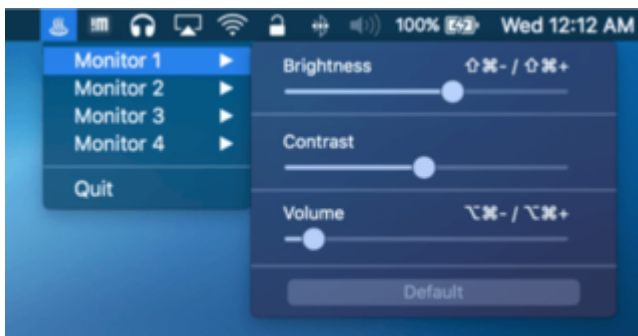 100% Wed 12:12 AM
Monitor 1
Monitor 2
Monitor 3
Monitor 4
Quit
Brightness ⇧⌘- / ⇧⌘+
Contrast
Volume ⌥⌘- / ⌥⌘+
Default